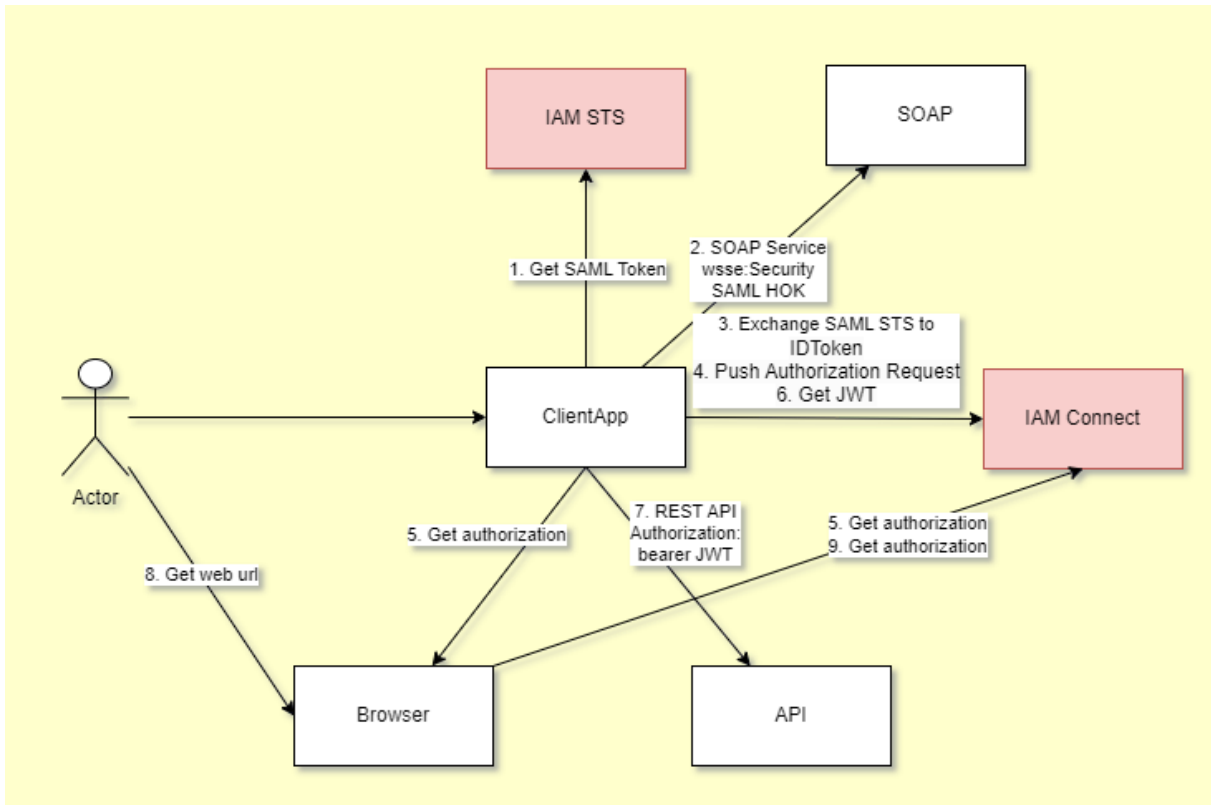 IAM STS
SOAP
1. Get SAML Token
2. SOAP Service
wsse:Security
SAML HOK
3. Exchange SAML STS to
IDToken
4. Push Authorization Request
6. Get JWT
ClientApp
IAM Connect
Actor
5. Get authorization
7. REST API
Authorization:
bearer JWT
5. Get authorization
9. Get authorization
8. Get web url
Browser
API